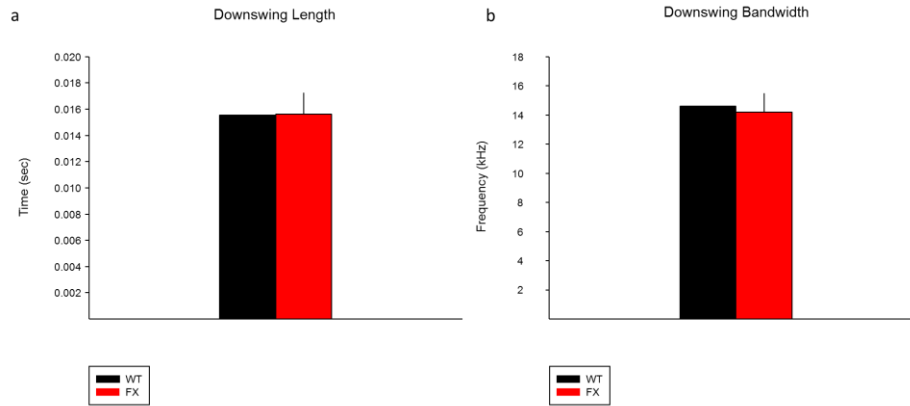 a
Downswing Length
0.020
0.018
0.016
0.014
0.012
0.010
0.008
0.006
0.004
0.002
Time (sec)
WT
FX
b
Downswing Bandwidth
18
16
14
12
10
8
6
4
2
Frequency (kHz)
WT
FX